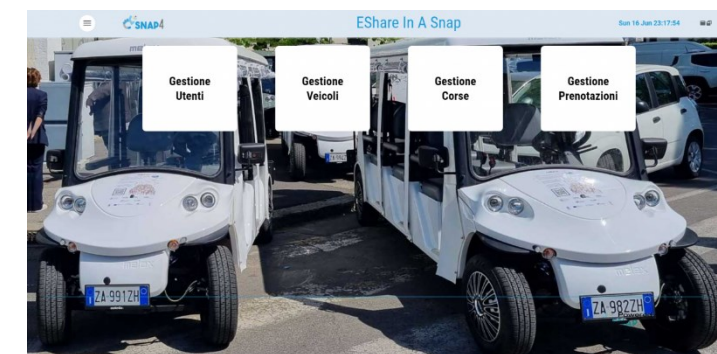 SNAP4
EShare In A Snap
Sun 16 Jun 23:17:54
Gestione
Utenti
Gestione
Veicoli
Gestione
Corse
Gestione
Prenotazioni
ZA 991ZH
ZA 982ZH